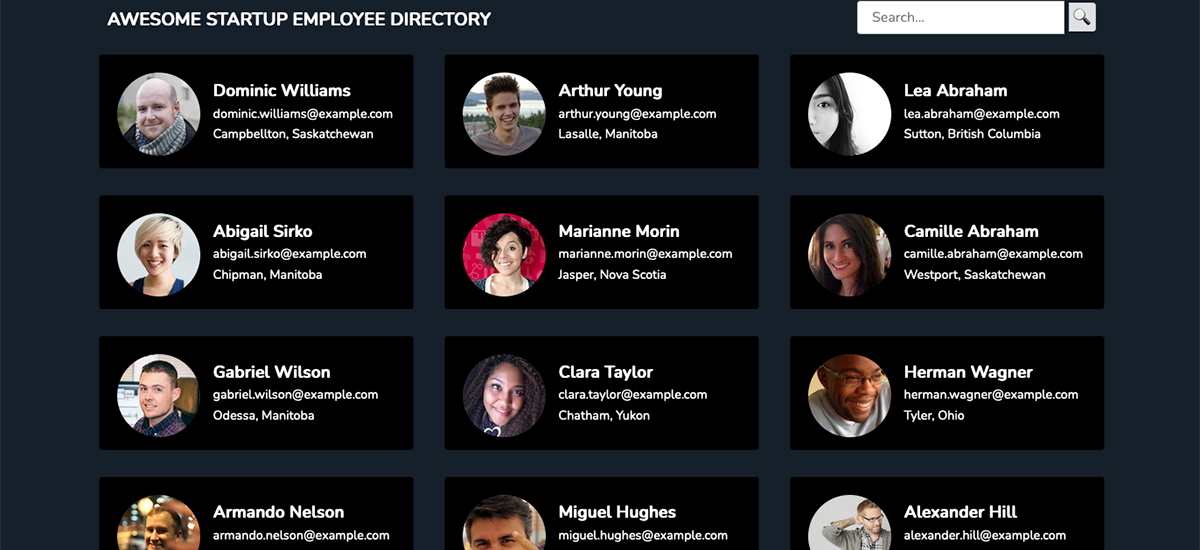 AWESOME STARTUP EMPLOYEE DIRECTORY
Search...
Dominic Williams
dominic.williams@example.com
Campbellton, Saskatchewan
Arthur Young
arthur.young@example.com
Lasalle, Manitoba
Lea Abraham
lea.abraham@example.com
Sutton, British Columbia
Abigail Sirko
abigail.sirko@example.com
Chipman, Manitoba
Marianne Morin
marianne.morin@example.com
Jasper, Nova Scotia
Camille Abraham
camille.abraham@example.com
Westport, Saskatchewan
Gabriel Wilson
gabriel.wilson@example.com
Odessa, Manitoba
Clara Taylor
clara.taylor@example.com
Chatham, Yukon
Herman Wagner
herman.wagner@example.com
Tyler, Ohio
Armando Nelson
armando.nelson@example.com
Miguel Hughes
miguel.hughes@example.com
Alexander Hill
alexander.hill@example.com